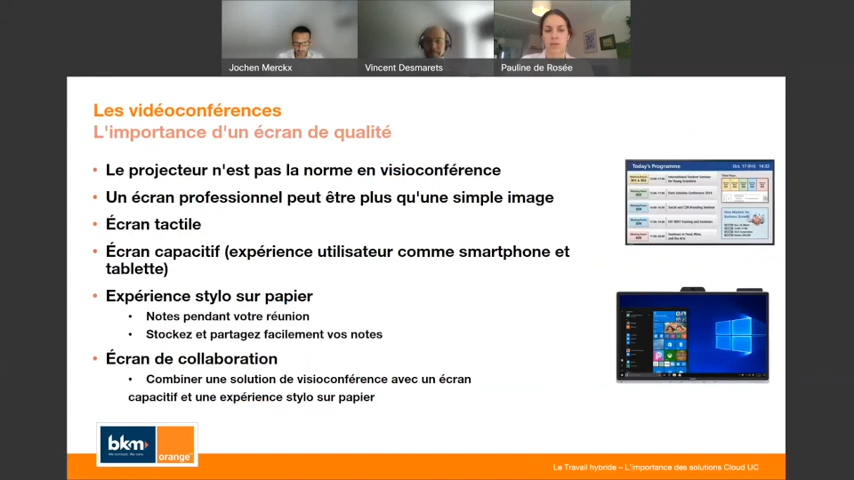 Jochen Merckx
Vincent Desmarets
Pauline de Rosée
Les vidéoconférences
L'importance d'un écran de qualité
• Le projecteur n'est pas la norme en visioconférence
• Un écran professionnel peut être plus qu'une simple image
• Écran tactile
• Écran capacitif (expérience utilisateur comme smartphone et
tablette)
• Expérience stylo sur papier
• Notes pendant votre réunion
• Stockez et partagez facilement vos notes
• Écran de collaboration
• Combiner une solution de visioconférence avec un écran
capacitif et une expérience stylo sur papier
Today's Programme
bkm
orange
Le Travail hybride – L'importance des solutions Cloud UC